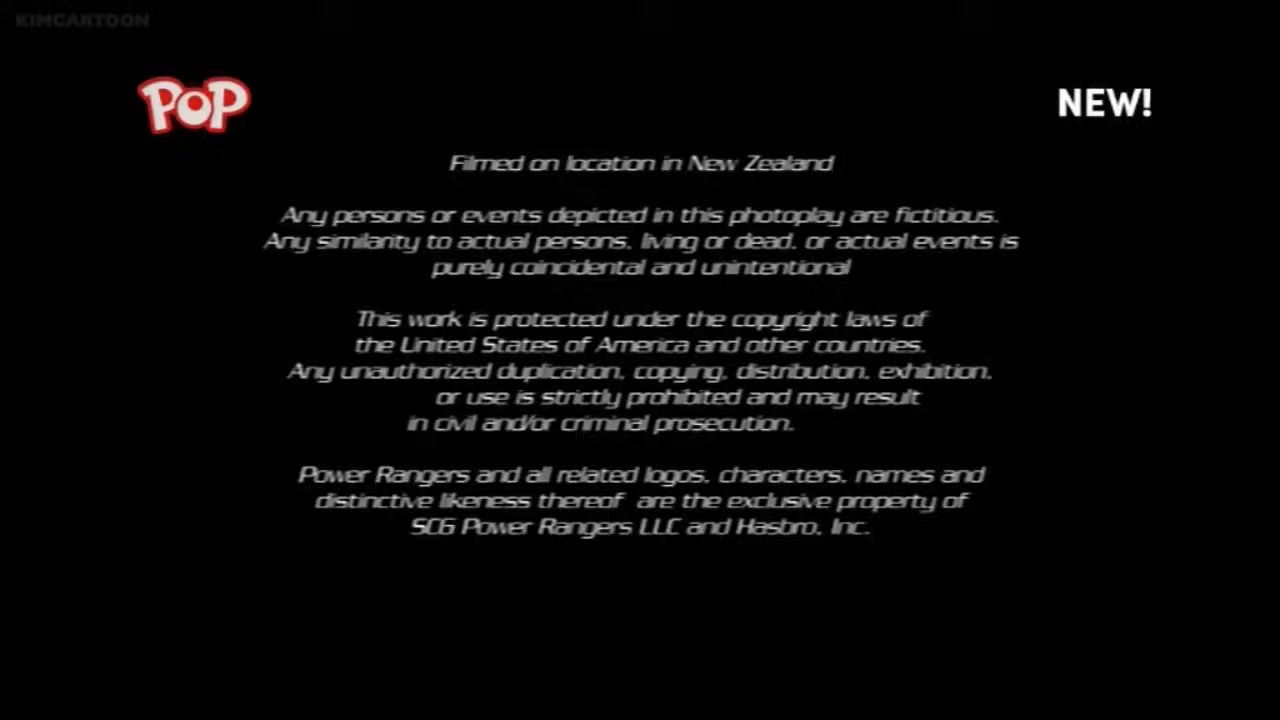 KIMCARTOON
POP
NEW!
Filmed on location in New Zealand
Any persons or events depicted in this photoplay are fictitious.
Any similarity to actual persons, living or dead, or actual events is
purely coincidental and unintentional
This work is protected under the copyright laws of
the United States of America and other countries.
Any unauthorized duplication, copying, distribution, exhibition,
or use is strictly prohibited and may result
in civil and/or criminal prosecution.
Power Rangers and all related logos, characters, names and
distinctive likeness thereof are the exclusive property of
SCG Power Rangers LLC and Hasbro, Inc.